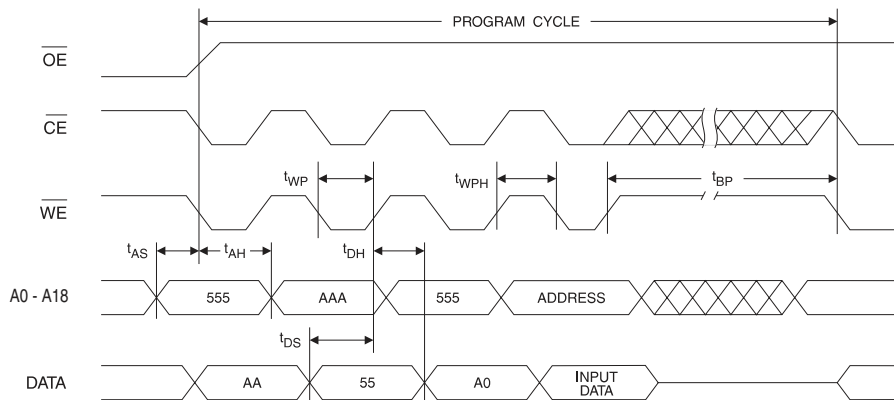 PROGRAM CYCLE
OE
CE
tWP
tWPH
tBP
WE
tAS
tAH
tDH
A0 - A18
555
AAA
555
ADDRESS
tDS
DATA
AA
55
A0
INPUT
DATA